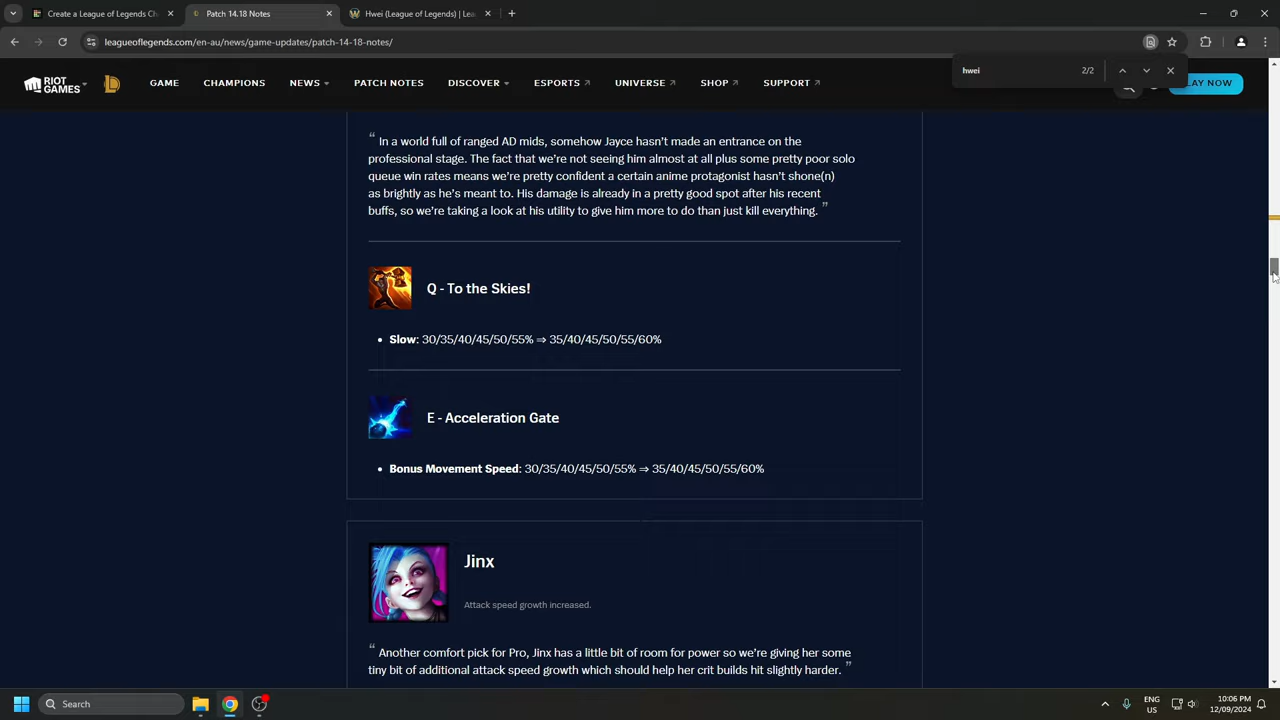 Create a League of Legends Ch
Patch 14.18 Notes
Hwei (League of Legends) | Lea
leagueoflegends.com/en-au/news/game-updates/patch-14-18-notes/
hwei
2/2
RIOT GAMES
GAME
CHAMPIONS
NEWS
PATCH NOTES
DISCOVER
ESPORTS
UNIVERSE
SHOP
SUPPORT
AY NOW
“ In a world full of ranged AD mids, somehow Jayce hasn’t made an entrance on the
professional stage. The fact that we’re not seeing him almost at all plus some pretty poor solo
queue win rates means we’re pretty confident a certain anime protagonist hasn’t shone(n)
as brightly as he’s meant to. His damage is already in a pretty good spot after his recent
buffs, so we’re taking a look at his utility to give him more to do than just kill everything. ”
Q - To the Skies!
• Slow: 30/35/40/45/50/55% ⇒ 35/40/45/50/55/60%
E - Acceleration Gate
• Bonus Movement Speed: 30/35/40/45/50/55% ⇒ 35/40/45/50/55/60%
Jinx
Attack speed growth increased.
“ Another comfort pick for Pro, Jinx has a little bit of room for power so we’re giving her some
tiny bit of additional attack speed growth which should help her crit builds hit slightly harder. ”
Search
ENG
US
10:06 PM
12/09/2024